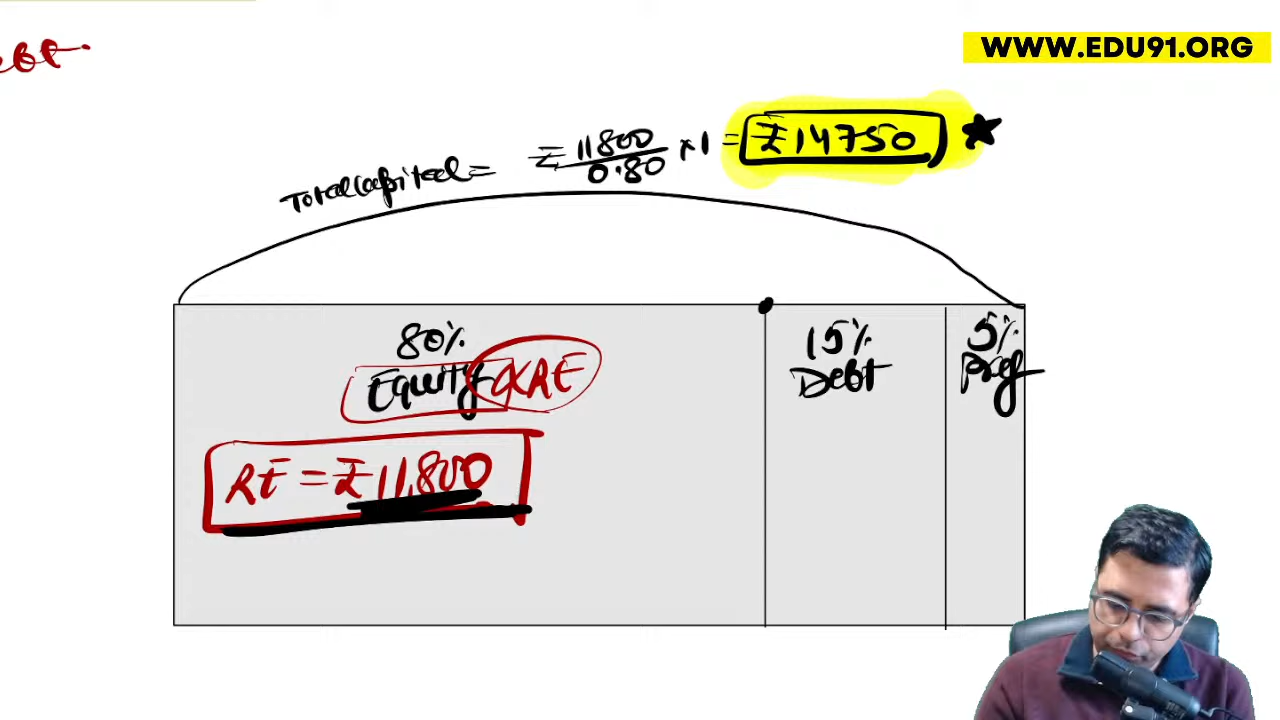 WWW.EDU91.ORG
Total Capital = ₹ 11800 / 0.80 × 1 = ₹14750
80%
Equity
RE = ₹11,800
15%
Debt
5%
Pref